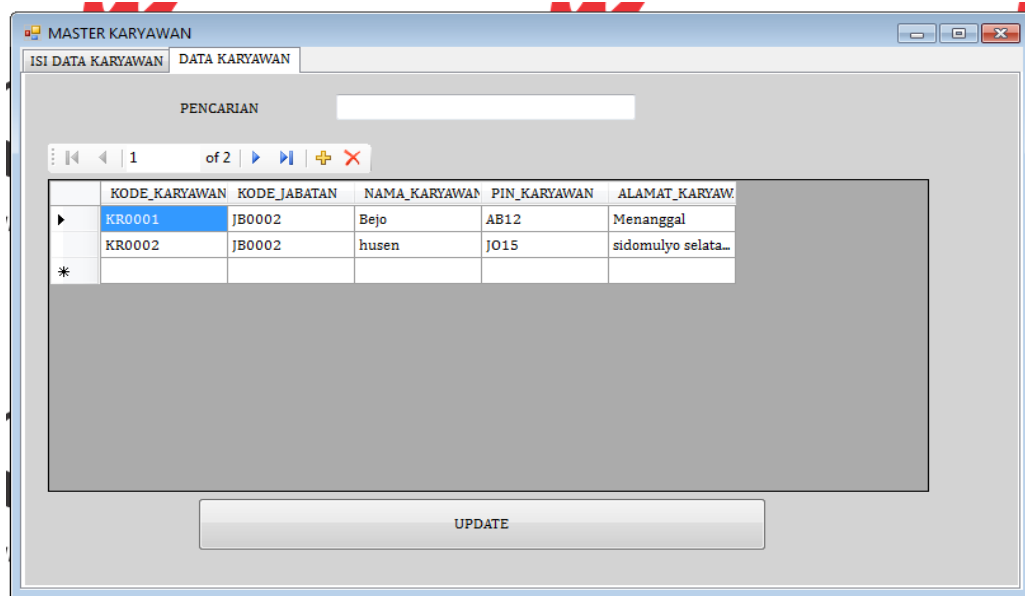 MASTER KARYAWAN
ISI DATA KARYAWAN DATA KARYAWAN
PENCARIAN
1 of 2
KODE_KARYAWAN KODE_JABATAN NAMA_KARYAWAN PIN_KARYAWAN ALAMAT_KARYAW
KR0001 JB0002 Bejo AB12 Menanggal
KR0002 JB0002 husen JO15 sidomulyo selata...
UPDATE